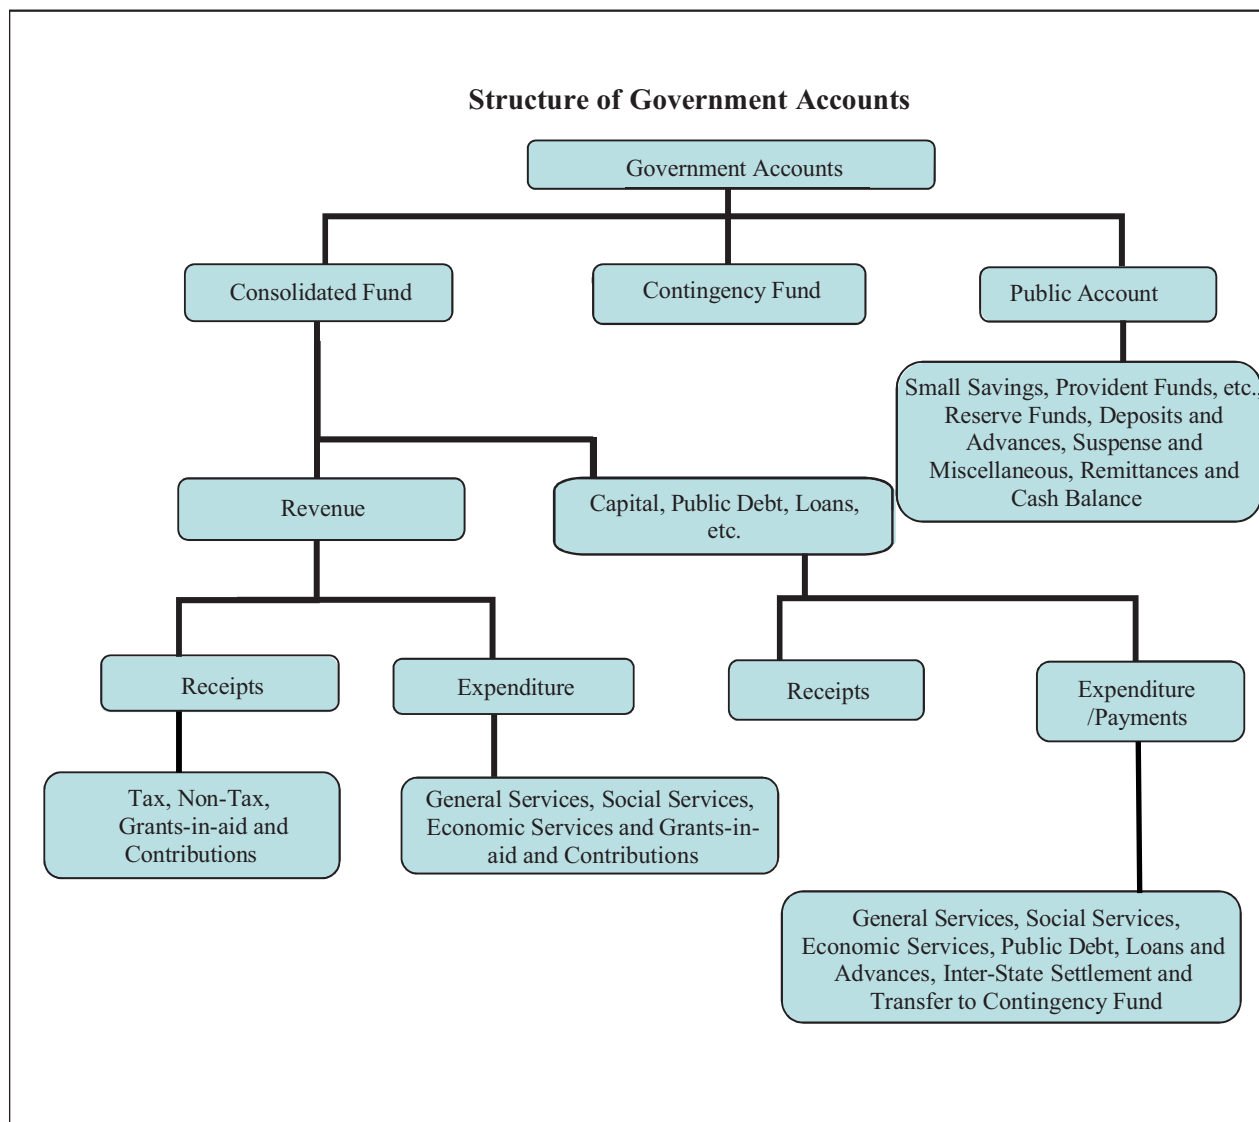 Structure of Government Accounts
Government Accounts
Consolidated Fund
Contingency Fund
Public Account
Small Savings, Provident Funds, etc.,
Reserve Funds, Deposits and
Advances, Suspense and
Miscellaneous, Remittances and
Cash Balance
Revenue
Capital, Public Debt, Loans,
etc.
Receipts
Expenditure
Receipts
Expenditure
/Payments
Tax, Non-Tax,
Grants-in-aid and
Contributions
General Services, Social Services,
Economic Services and Grants-in-
aid and Contributions
General Services, Social Services,
Economic Services, Public Debt, Loans and
Advances, Inter-State Settlement and
Transfer to Contingency Fund